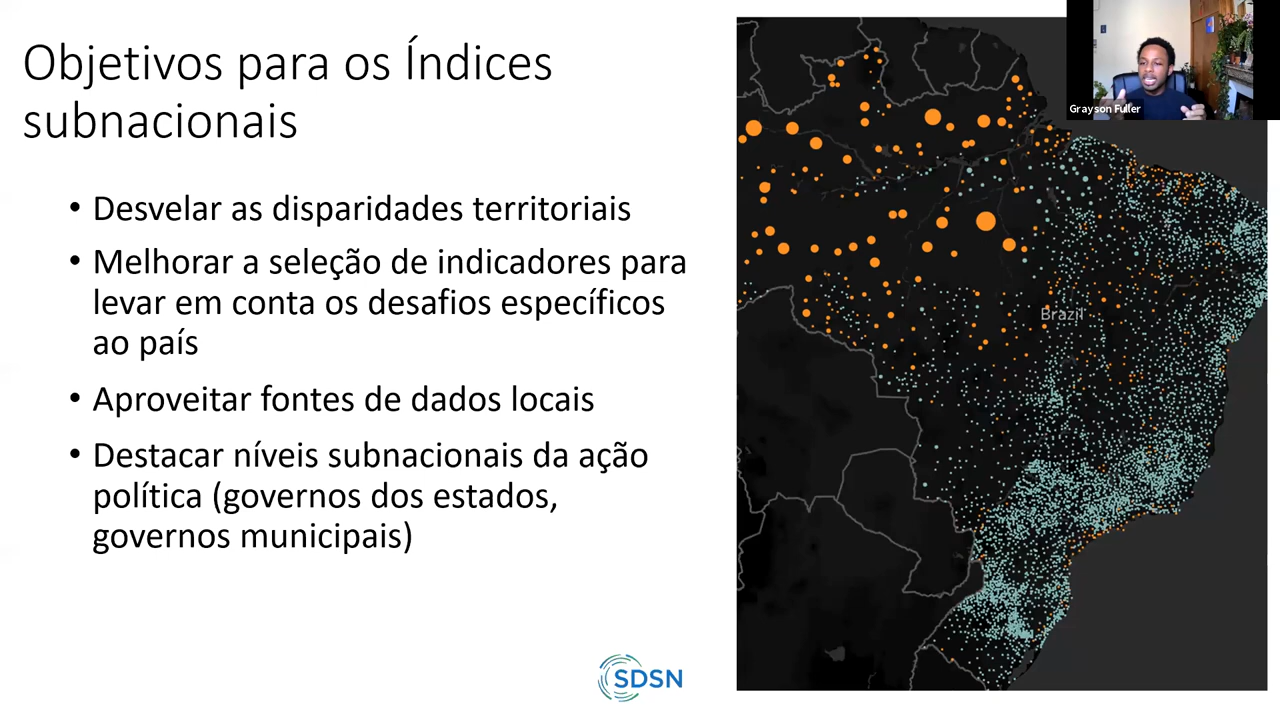 Objetivos para os Índices
subnacionais
• Desvelar as disparidades territoriais
• Melhorar a seleção de indicadores para
levar em conta os desafios específicos
ao país
• Aproveitar fontes de dados locais
• Destacar níveis subnacionais da ação
política (governos dos estados,
governos municipais)
SDSN
Brazil
Grayson Fuller